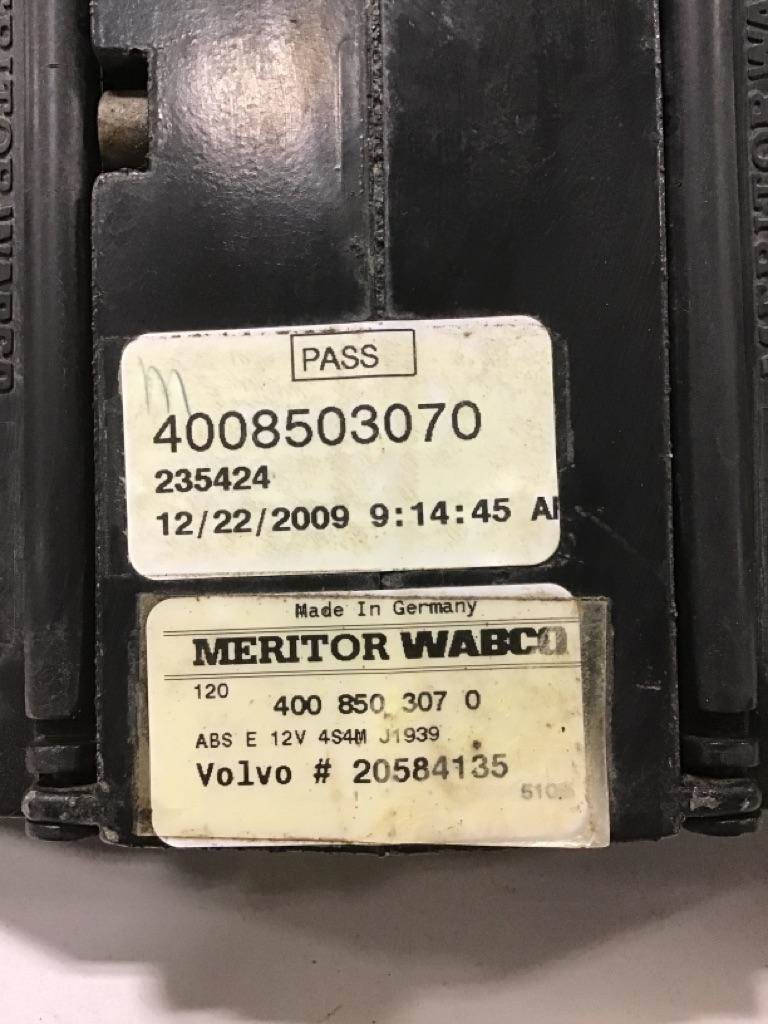 PASS
m
4008503070
235424
12/22/2009 9:14:45
Made In Germany
MERITOR WABCO
120
400 850 307 0
ABS E 12V 4S4M J1939
Volvo # 20584135